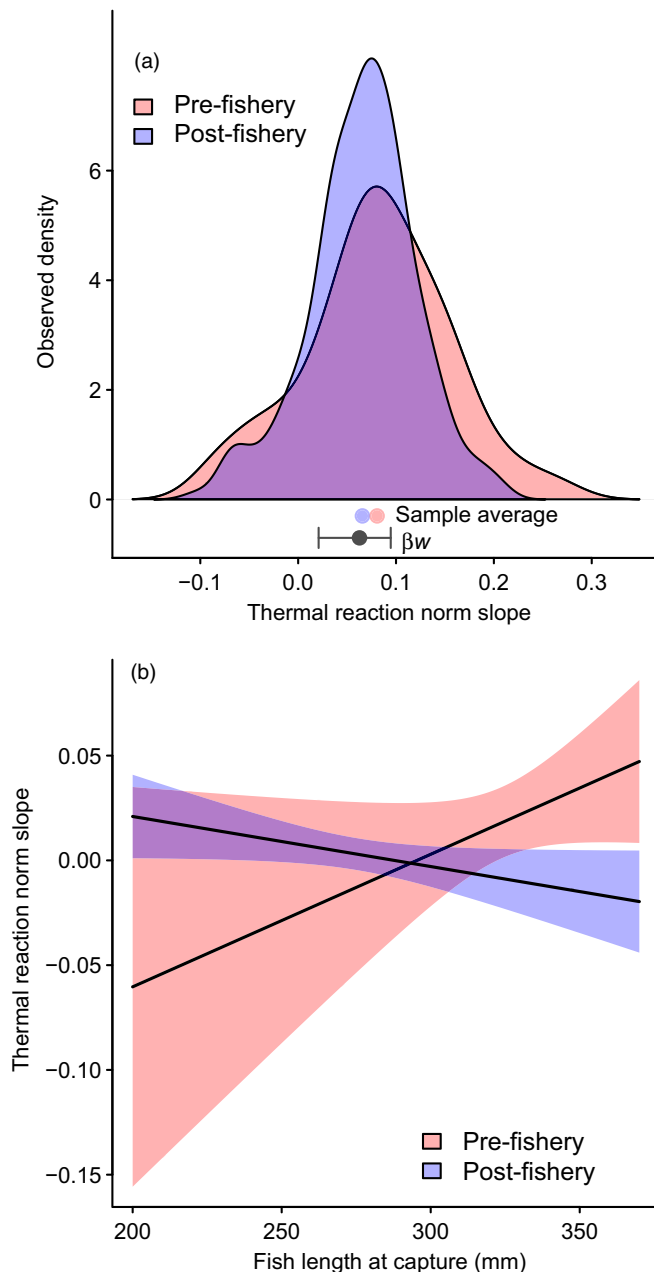 (a)
Pre-fishery
Post-fishery
Observed density
6
4
2
0
Sample average
βw
−0.1 0.0 0.1 0.2 0.3
Thermal reaction norm slope
(b)
Thermal reaction norm slope
0.05
0.00
−0.05
−0.10
−0.15
Pre-fishery
Post-fishery
200 250 300 350
Fish length at capture (mm)